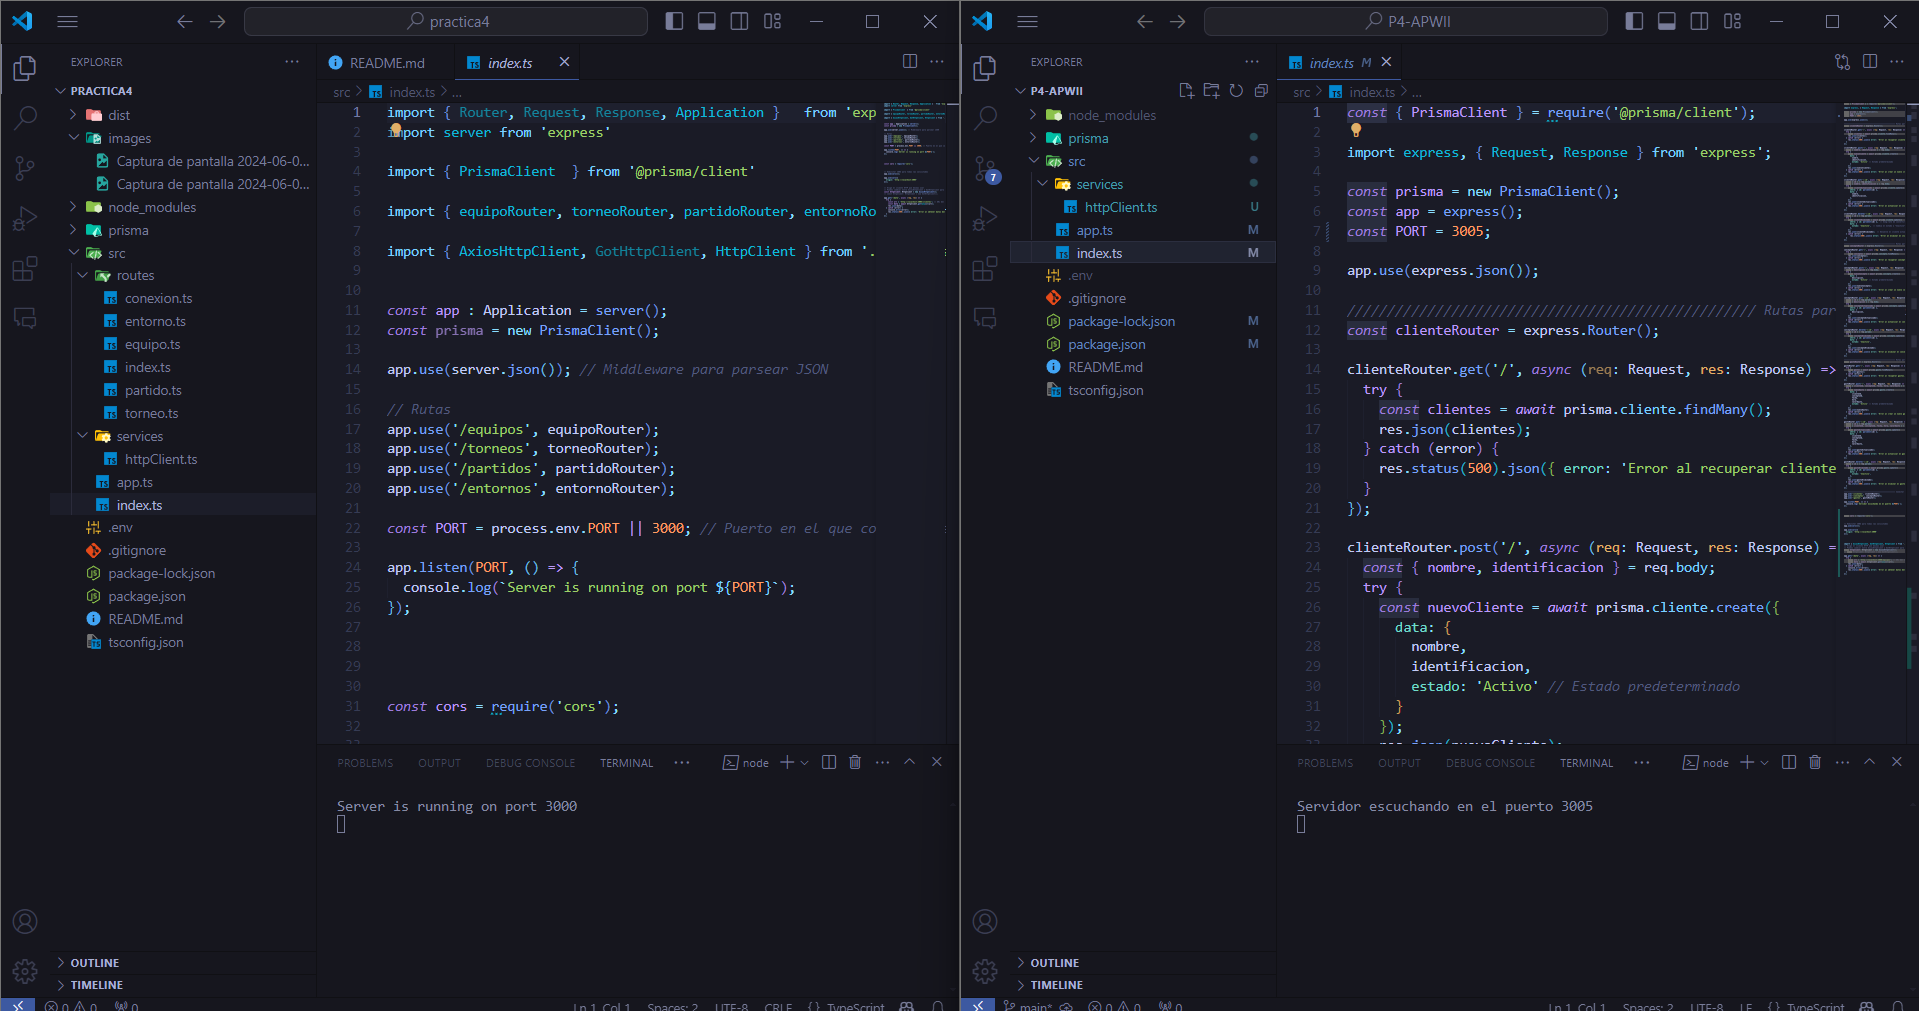 practica4
EXPLORER
PRACTICA4
dist
images
Captura de pantalla 2024-06-0...
Captura de pantalla 2024-06-0...
node_modules
prisma
src
routes
conexion.ts
entorno.ts
equipo.ts
index.ts
partido.ts
torneo.ts
services
httpClient.ts
app.ts
index.ts
.env
.gitignore
package-lock.json
package.json
README.md
tsconfig.json
OUTLINE
TIMELINE
README.md
index.ts
src > index.ts > ...
1 import { Router, Request, Response, Application } from 'exp
2 import server from 'express'
3
4 import { PrismaClient } from '@prisma/client'
5
6 import { equipoRouter, torneoRouter, partidoRouter, entornoRo
7
8 import { AxiosHttpClient, GotHttpClient, HttpClient } from '.
9
10
11 const app : Application = server();
12 const prisma = new PrismaClient();
13
14 app.use(server.json()); // Middleware para parsear JSON
15
16 // Rutas
17 app.use('/equipos', equipoRouter);
18 app.use('/torneos', torneoRouter);
19 app.use('/partidos', partidoRouter);
20 app.use('/entornos', entornoRouter);
21
22 const PORT = process.env.PORT || 3000; // Puerto en el que co
23
24 app.listen(PORT, () => {
25 console.log(`Server is running on port ${PORT}`);
26 });
27
28
29
30
31 const cors = require('cors');
32
PROBLEMS OUTPUT DEBUG CONSOLE TERMINAL ... node
Server is running on port 3000
0 0 0 Ln 1, Col 1 Spaces: 2 UTF-8 CRLF {} TypeScript
P4-APWII
EXPLORER
P4-APWII
node_modules
prisma
src
services
httpClient.ts U
app.ts M
index.ts M
.env
.gitignore
package-lock.json M
package.json M
README.md
tsconfig.json
7
OUTLINE
TIMELINE
index.ts M
src > index.ts > ...
1 const { PrismaClient } = require('@prisma/client');
2
3 import express, { Request, Response } from 'express';
4
5 const prisma = new PrismaClient();
6 const app = express();
7 const PORT = 3005;
8
9 app.use(express.json());
10
11 /////////////////////////////////////////////////// Rutas par
12 const clienteRouter = express.Router();
13
14 clienteRouter.get('/', async (req: Request, res: Response) =>
15 try {
16 const clientes = await prisma.cliente.findMany();
17 res.json(clientes);
18 } catch (error) {
19 res.status(500).json({ error: 'Error al recuperar cliente
20 }
21 });
22
23 clienteRouter.post('/', async (req: Request, res: Response) =
24 const { nombre, identificacion } = req.body;
25 try {
26 const nuevoCliente = await prisma.cliente.create({
27 data: {
28 nombre,
29 identificacion,
30 estado: 'Activo' // Estado predeterminado
31 }
32 });
PROBLEMS OUTPUT DEBUG CONSOLE TERMINAL ... node
Servidor escuchando en el puerto 3005
main* 0 0 0 Ln 1, Col 1 Spaces: 2 UTF-8 LF {} TypeScript